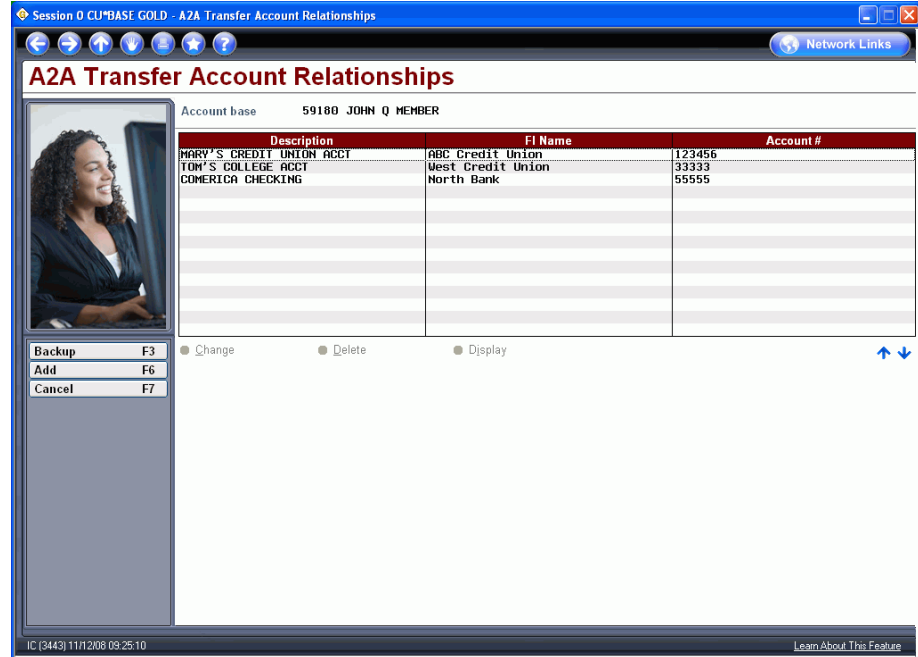 Session 0 CU*BASE GOLD - A2A Transfer Account Relationships
Network Links
A2A Transfer Account Relationships
Account base 59180 JOHN Q MEMBER
Description FI Name Account #
MARY'S CREDIT UNION ACCT ABC Credit Union 123456
TOM'S COLLEGE ACCT West Credit Union 33333
COMERICA CHECKING North Bank 55555
Change Delete Display
Backup F3
Add F6
Cancel F7
IC (3443) 11/12/08 09:25:10 Learn About This Feature